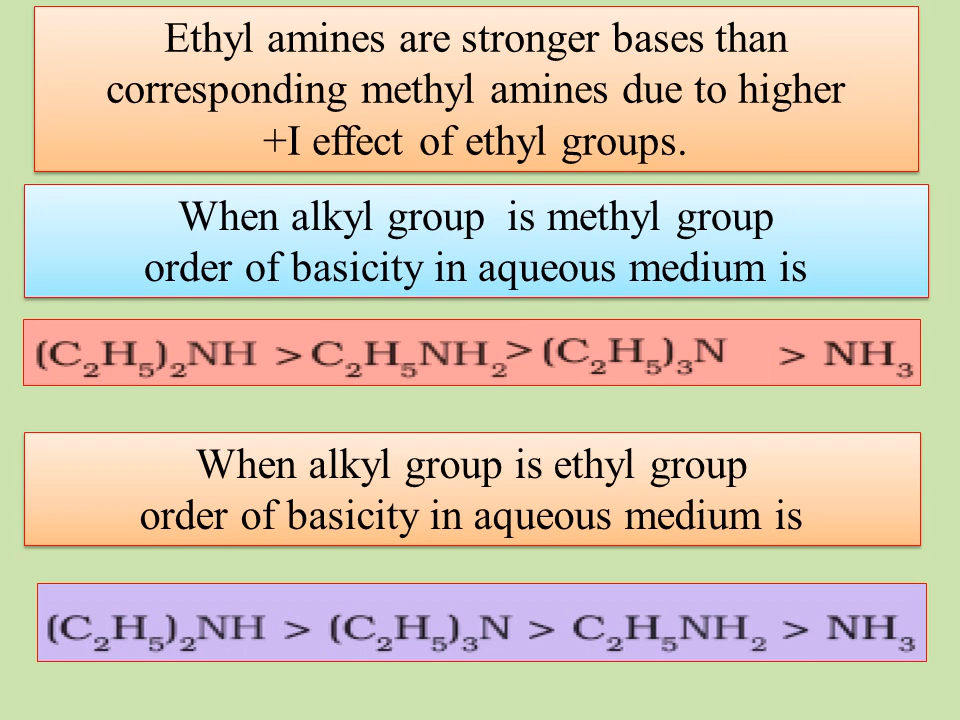 Ethyl amines are stronger bases than
corresponding methyl amines due to higher
+I effect of ethyl groups.
When alkyl group  is methyl group
order of basicity in aqueous medium is
(C₂H₅)₂NH > C₂H₅NH₂ > (C₂H₅)₃N > NH₃
When alkyl group is ethyl group
order of basicity in aqueous medium is
(C₂H₅)₂NH > (C₂H₅)₃N > C₂H₅NH₂ > NH₃